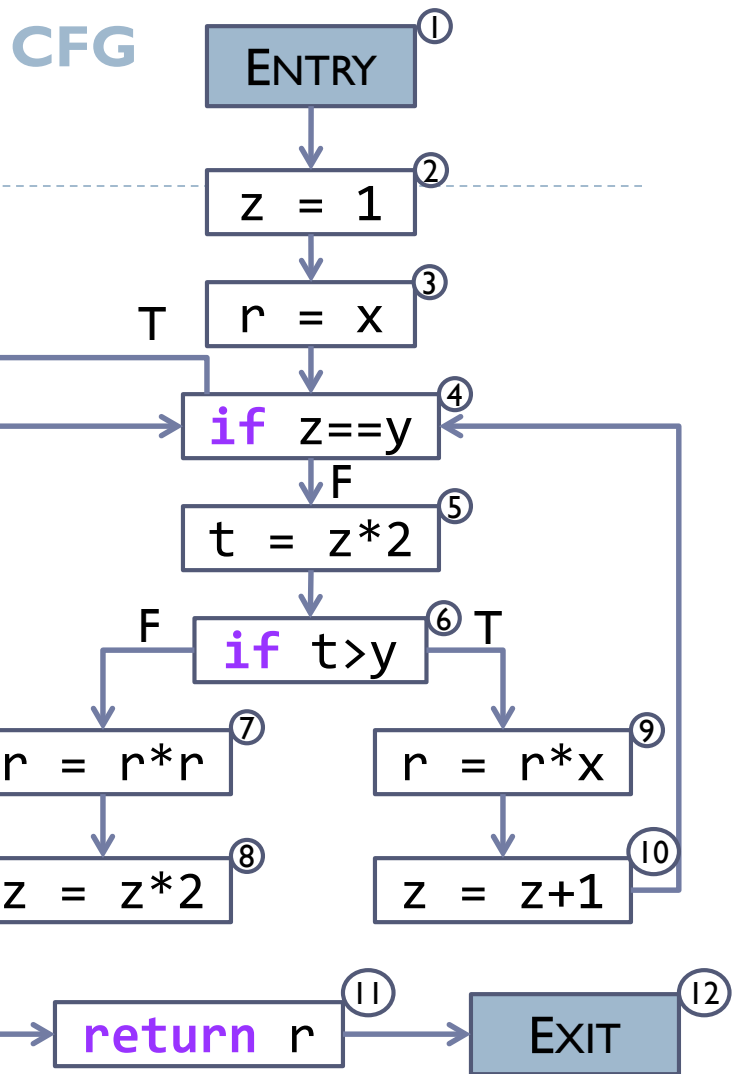 CFG
ENTRY
1
z = 1
2
r = x
3
T
if z==y
4
F
t = z*2
5
F
if t>y
6
T
r = r*r
7
r = r*x
9
z = z*2
8
z = z+1
10
return r
11
EXIT
12